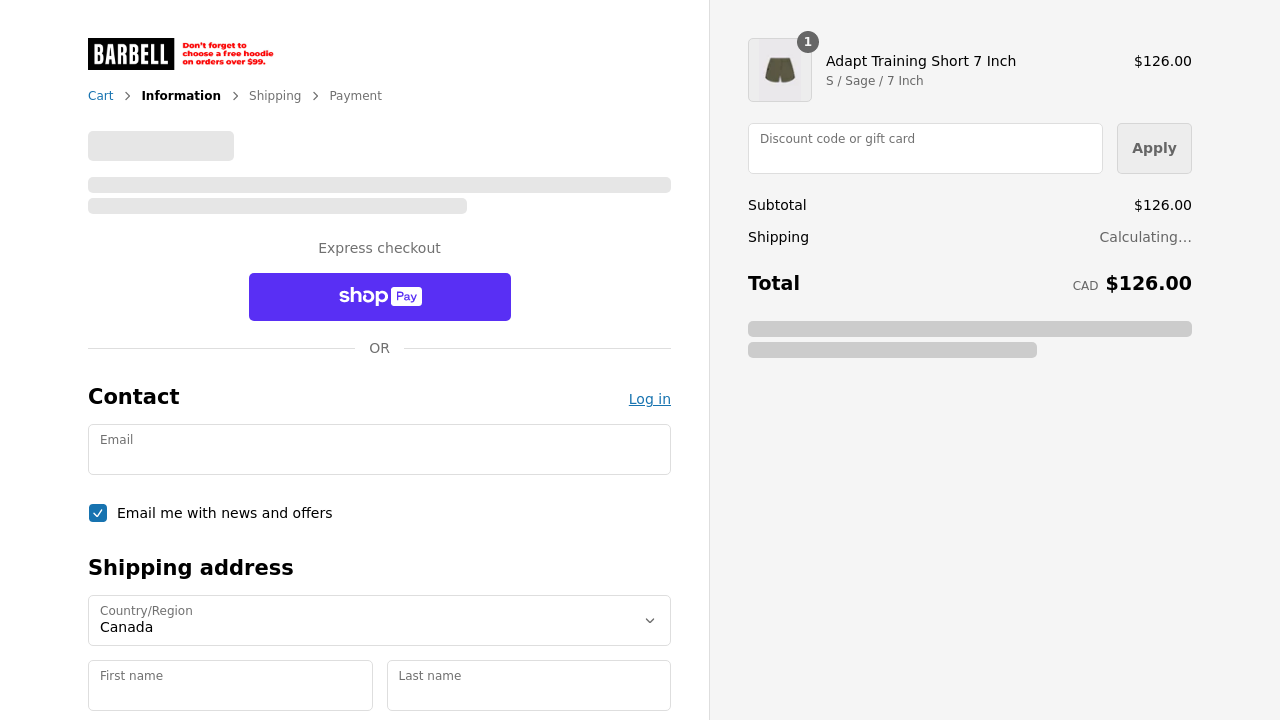 BARBELL
Don't forget to
choose a free hoodie
on orders over $99.
Cart > Information > Shipping > Payment
Express checkout
shop Pay
OR
Contact
Log in
Email
Email me with news and offers
Shipping address
Country/Region
Canada
First name
Last name
1
Adapt Training Short 7 Inch
$126.00
S / Sage / 7 Inch
Discount code or gift card
Apply
Subtotal
$126.00
Shipping
Calculating…
Total
CAD $126.00